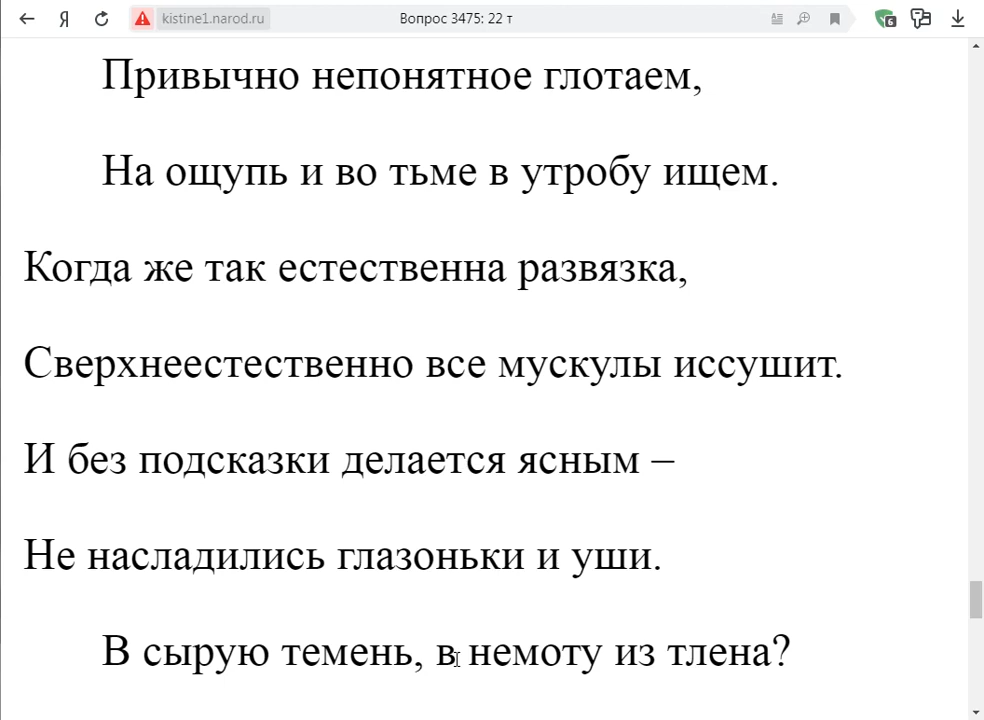 Я
kistine1.narod.ru
Вопрос 3475: 22 т
6
Привычно непонятное глотаем,
На ощупь и во тьме в утробу ищем.
Когда же так естественна развязка,
Сверхнеестественно все мускулы иссушит.
И без подсказки делается ясным –
Не насладились глазоньки и уши.
В сырую темень, в немоту из тлена?